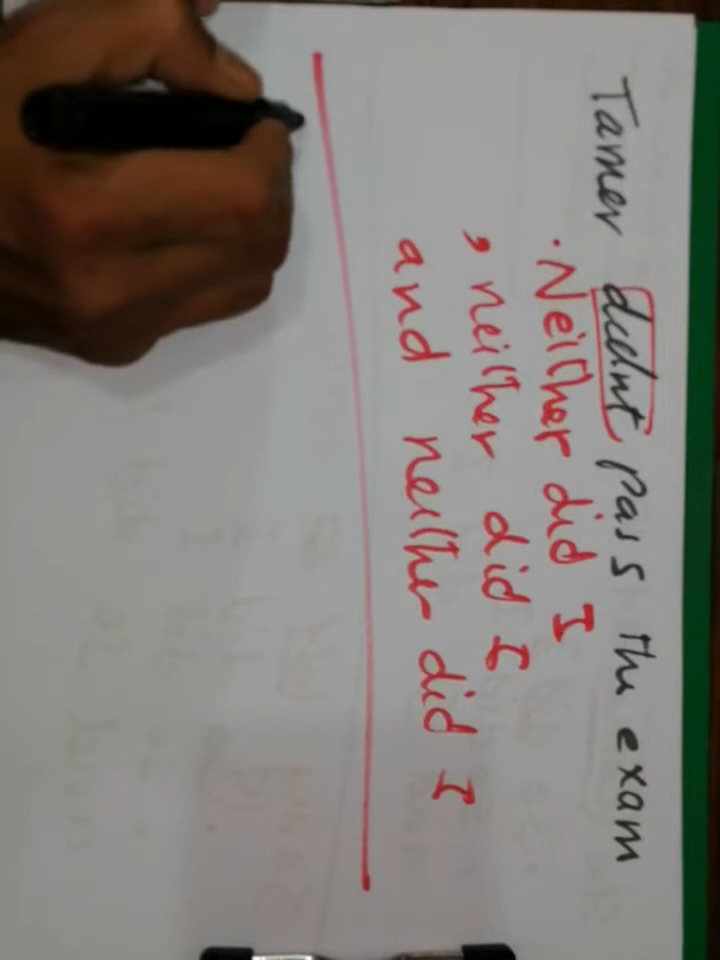 Tamer didnt pass the exam
. Neither did I
, neither did I
and neither did I